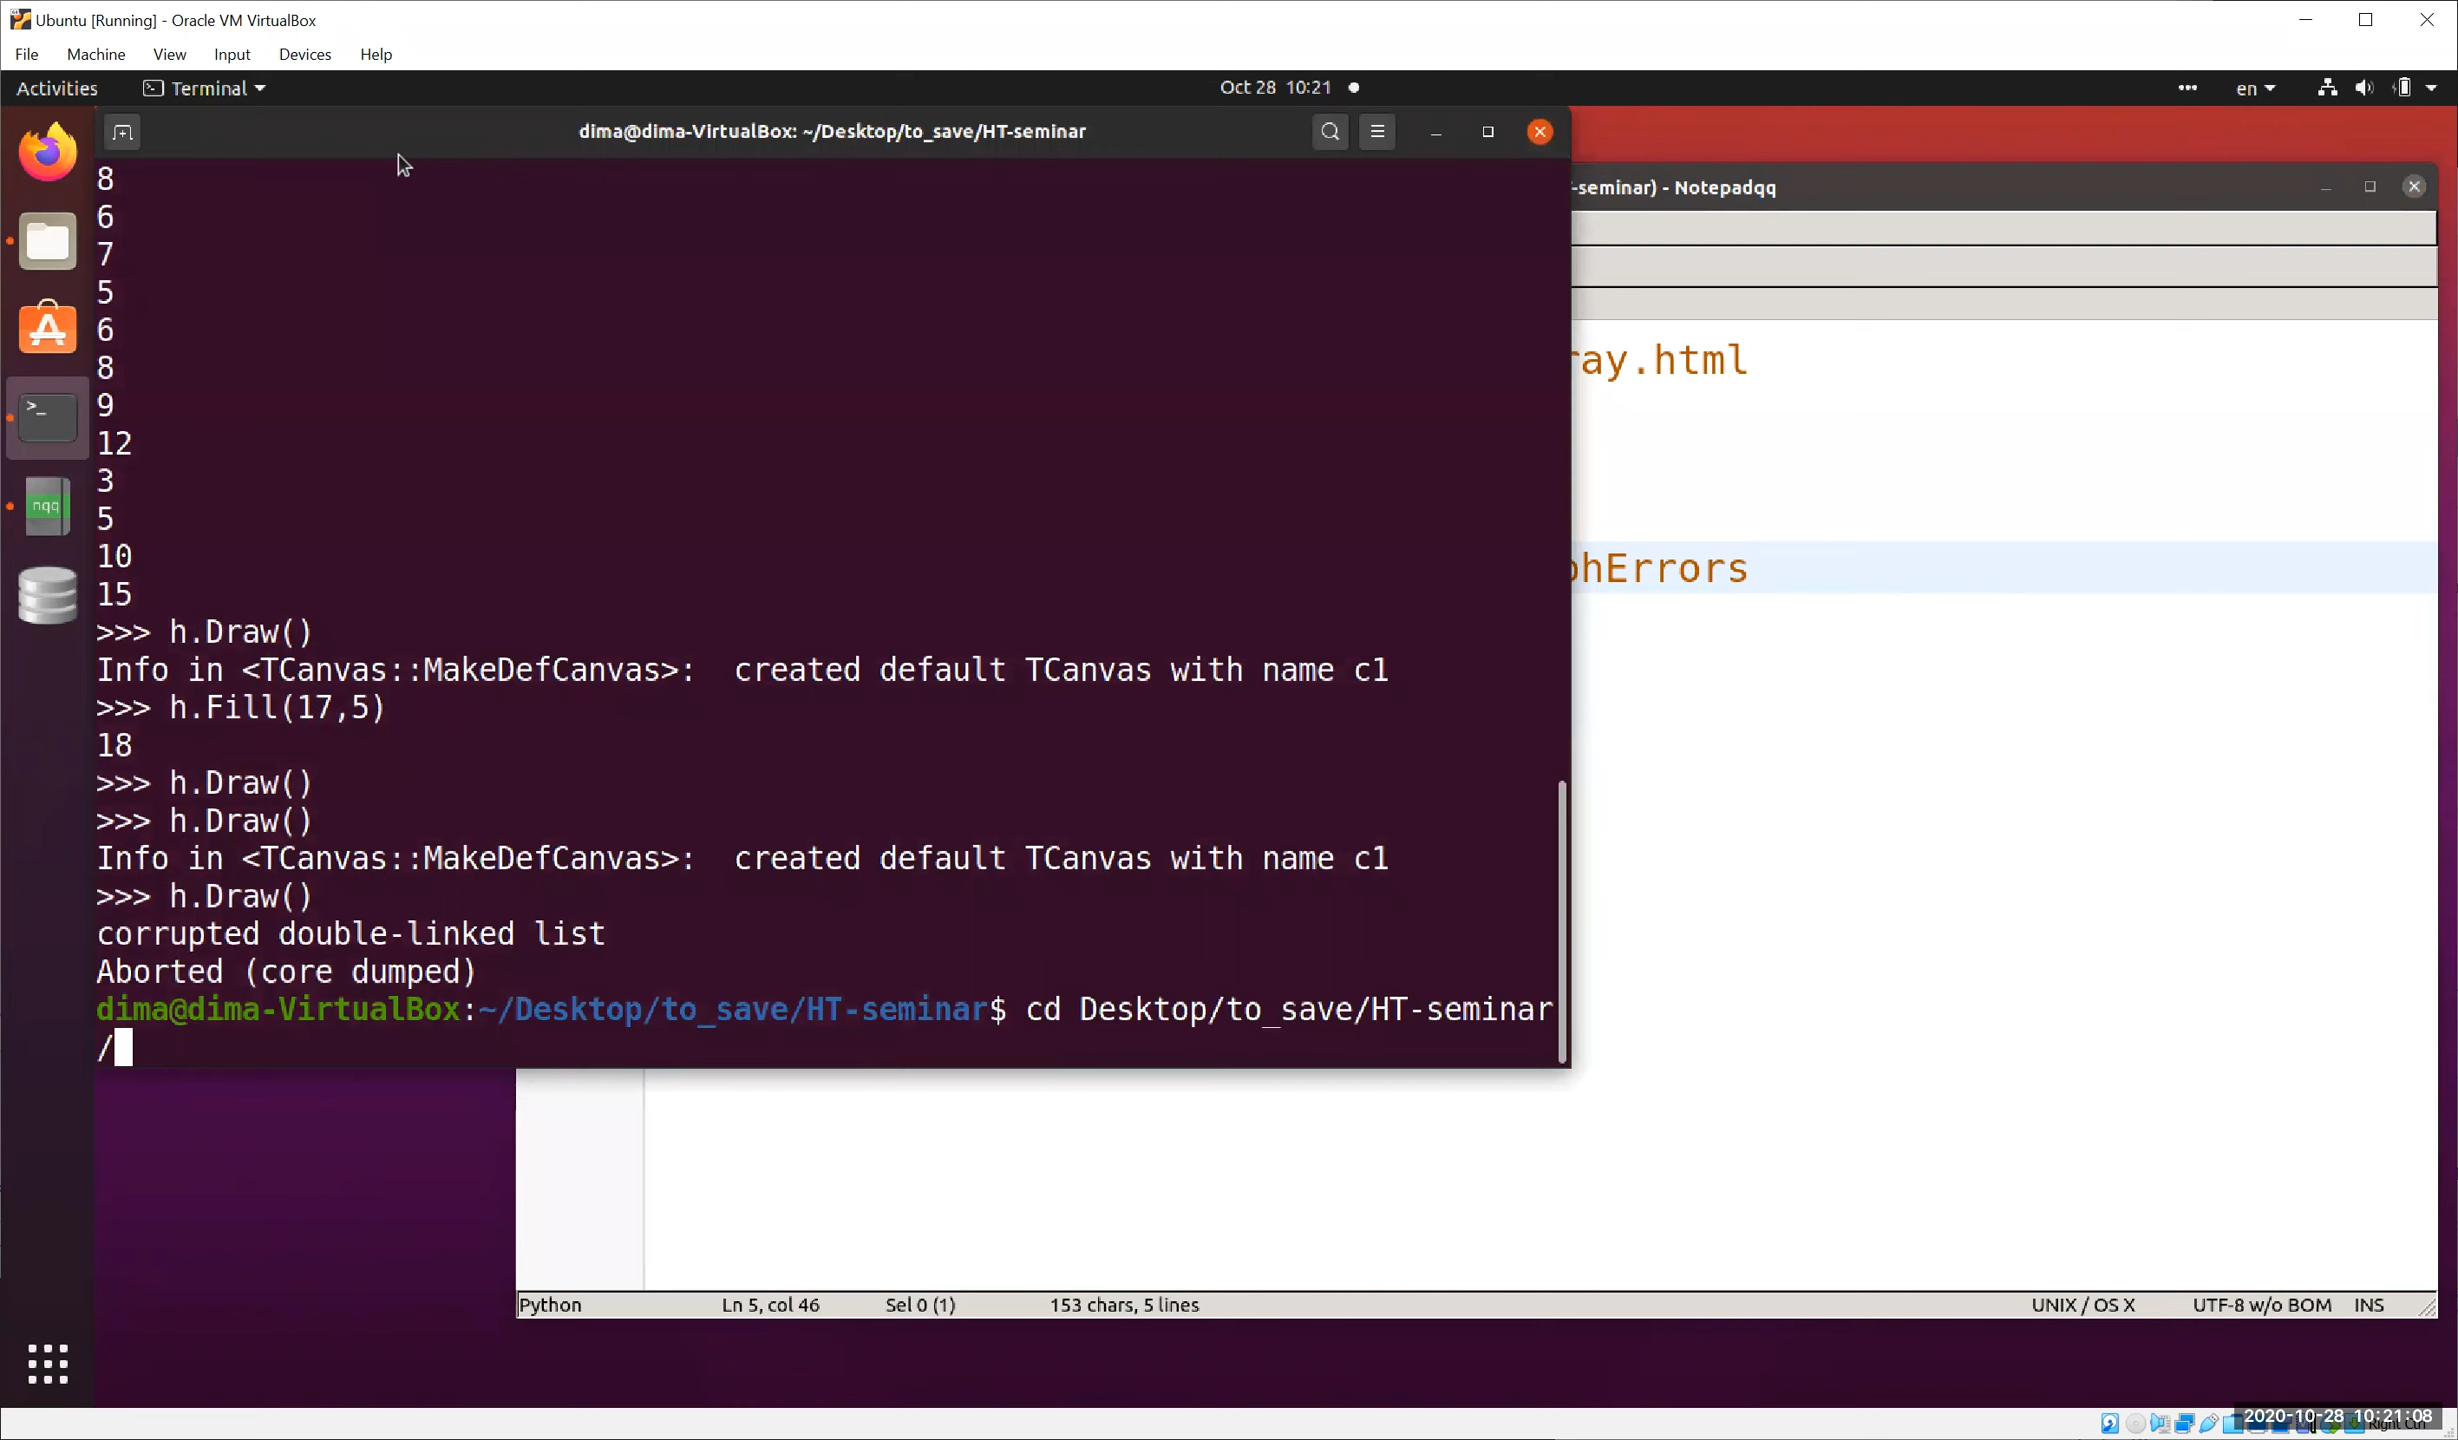 Ubuntu [Running] - Oracle VM VirtualBox
File Machine View Input Devices Help
Activities Terminal Oct 28 10:21 en
dima@dima-VirtualBox: ~/Desktop/to_save/HT-seminar
-seminar) - Notepadqq
8
6
7
5
6
8
9
12
3
5
10
15
>>> h.Draw()
Info in <TCanvas::MakeDefCanvas>:  created default TCanvas with name c1
>>> h.Fill(17,5)
18
>>> h.Draw()
>>> h.Draw()
Info in <TCanvas::MakeDefCanvas>:  created default TCanvas with name c1
>>> h.Draw()
corrupted double-linked list
Aborted (core dumped)
dima@dima-VirtualBox:~/Desktop/to_save/HT-seminar$ cd Desktop/to_save/HT-seminar
/
>_
nqq
ray.html
phErrors
Python Ln 5, col 46 Sel 0 (1) 153 chars, 5 lines UNIX / OS X UTF-8 w/o BOM INS
2020-10-28 10:21:08
Right Ctrl